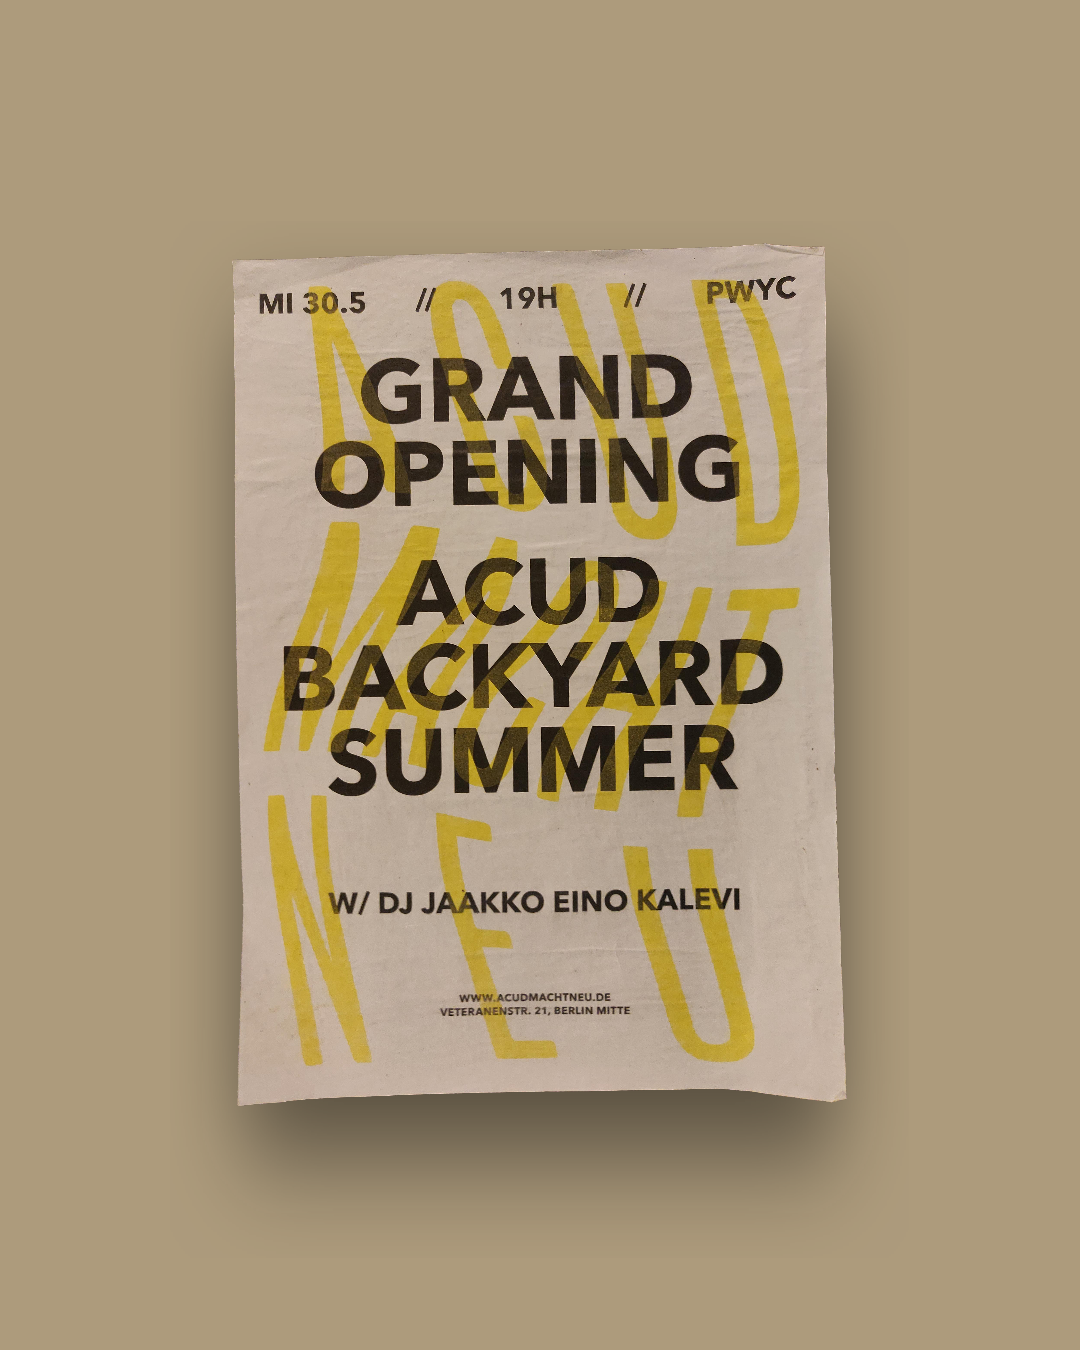 MI 30.5 // 19H // PWYC
GRAND
OPENING
ACUD
BACKYARD
SUMMER
W/ DJ JAAKKO EINO KALEVI
WWW.ACUDMACHTNEU.DE
VETERANENSTR. 21, BERLIN MITTE
ACUD
MACHT
NEU